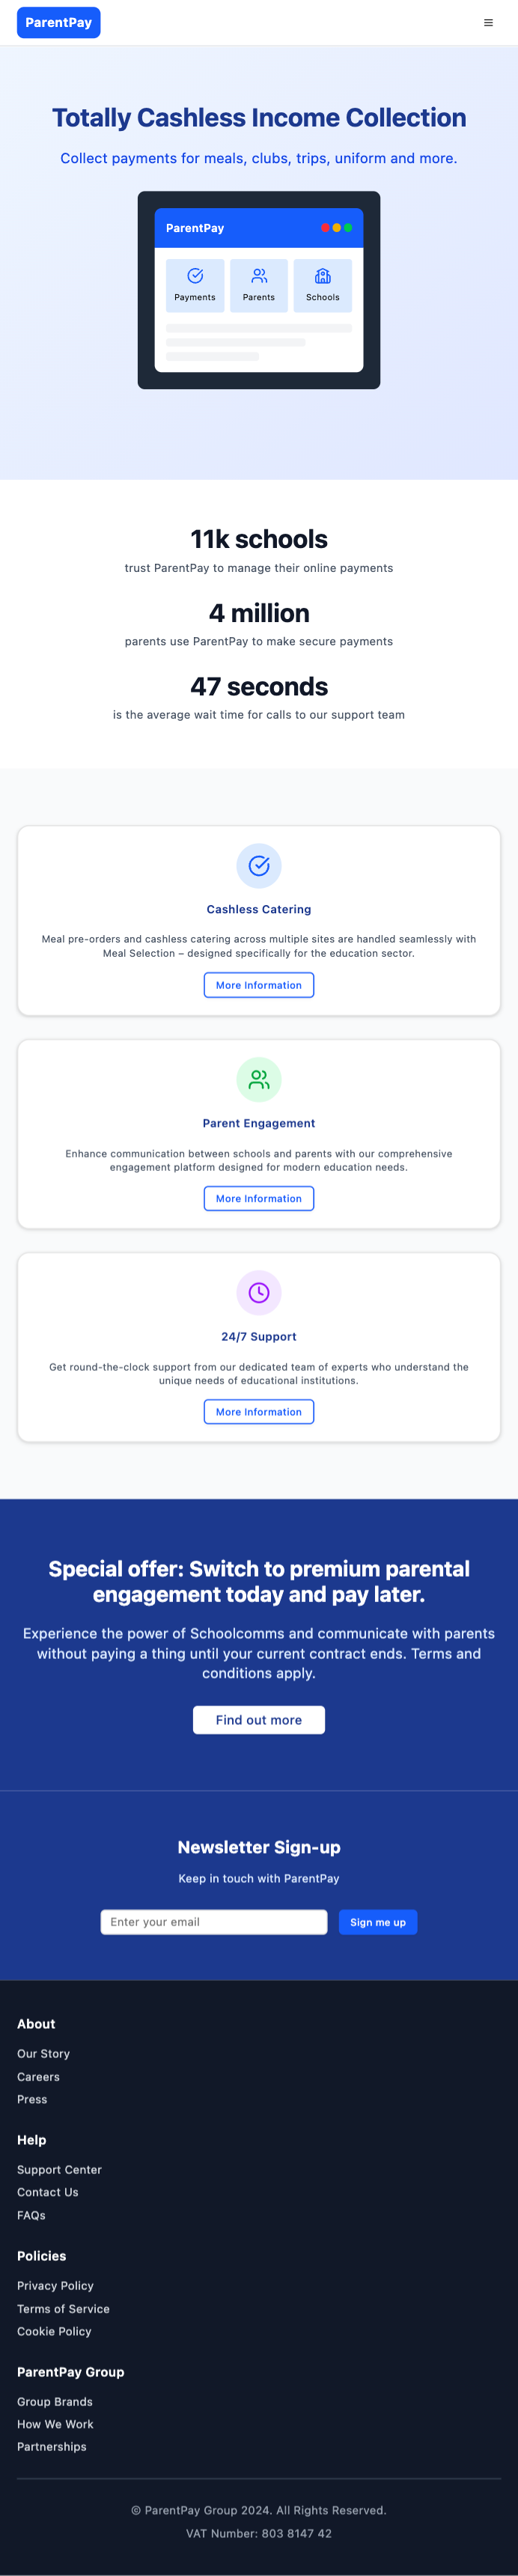 ParentPay
Totally Cashless Income Collection
Collect payments for meals, clubs, trips, uniform and more.
ParentPay
Payments
Parents
Schools
11k schools
trust ParentPay to manage their online payments
4 million
parents use ParentPay to make secure payments
47 seconds
is the average wait time for calls to our support team
Cashless Catering
Meal pre-orders and cashless catering across multiple sites are handled seamlessly with
Meal Selection – designed specifically for the education sector.
More Information
Parent Engagement
Enhance communication between schools and parents with our comprehensive
engagement platform designed for modern education needs.
More Information
24/7 Support
Get round-the-clock support from our dedicated team of experts who understand the
unique needs of educational institutions.
More Information
Special offer: Switch to premium parental
engagement today and pay later.
Experience the power of Schoolcomms and communicate with parents
without paying a thing until your current contract ends. Terms and
conditions apply.
Find out more
Newsletter Sign-up
Keep in touch with ParentPay
Enter your email
Sign me up
About
Our Story
Careers
Press
Help
Support Center
Contact Us
FAQs
Policies
Privacy Policy
Terms of Service
Cookie Policy
ParentPay Group
Group Brands
How We Work
Partnerships
© ParentPay Group 2024. All Rights Reserved.
VAT Number: 803 8147 42